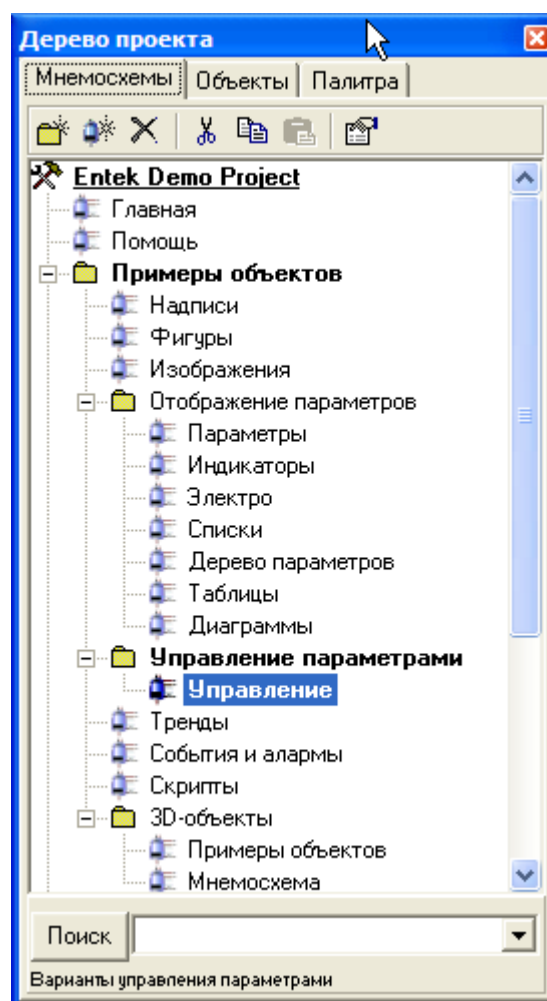 Дерево проекта
Мнемосхемы Объекты Палитра
Entek Demo Project
Главная
Помощь
Примеры объектов
Надписи
Фигуры
Изображения
Отображение параметров
Параметры
Индикаторы
Электро
Списки
Дерево параметров
Таблицы
Диаграммы
Управление параметрами
Управление
Тренды
События и алармы
Скрипты
3D-объекты
Примеры объектов
Мнемосхема
Поиск
Варианты управления параметрами